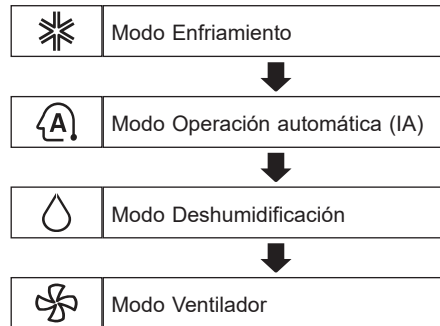 Modo Enfriamiento
A
Modo Operación automática (IA)
Modo Deshumidificación
Modo Ventilador